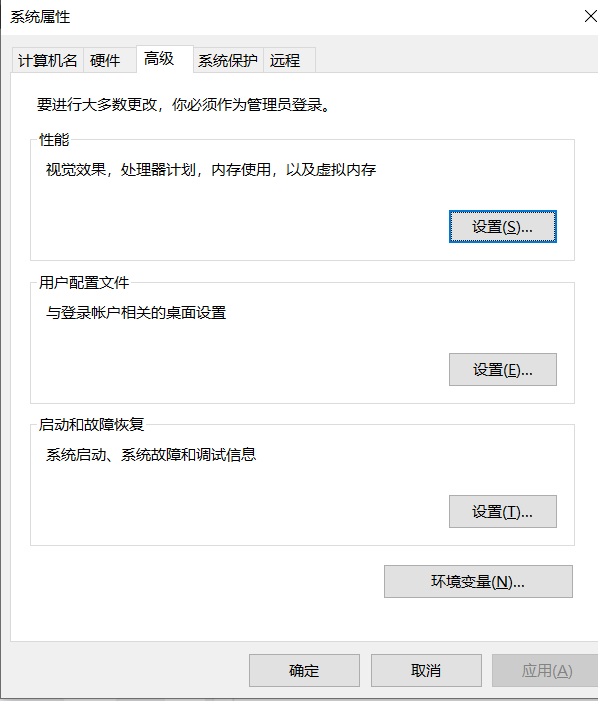 系统属性
计算机名 硬件 高级 系统保护 远程
要进行大多数更改，你必须作为管理员登录。
性能
视觉效果，处理器计划，内存使用，以及虚拟内存
设置(S)...
用户配置文件
与登录帐户相关的桌面设置
设置(E)...
启动和故障恢复
系统启动、系统故障和调试信息
设置(T)...
环境变量(N)...
确定 取消 应用(A)